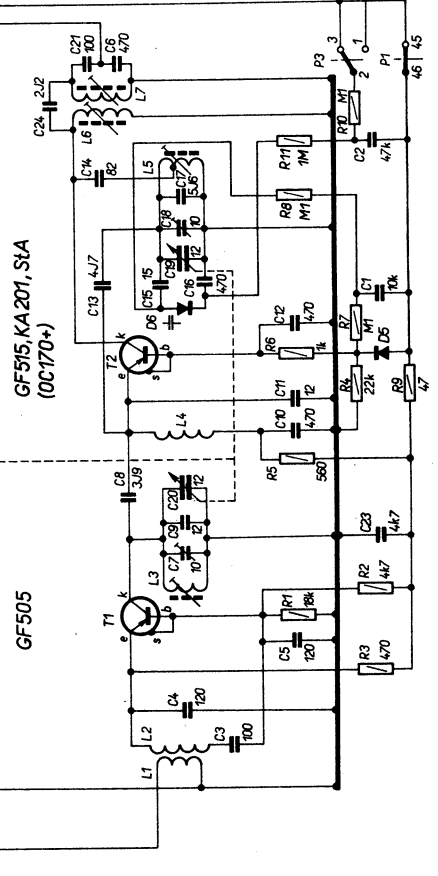 GF505
GF515, KA201, StA
(OC170+)
L1
L2
C3
100
C4
120
T1
e
k
s
b
C5
120
R1
18k
R3
470
R2
4k7
L3
C7
10
C9
12
C20
12
C8
3J9
C23
4k7
L4
R5
560
C10
470
C11
12
T2
e
k
s
b
R6
1k
C12
470
R4
22k
D5
R9
47
R7
M1
C1
10k
D6
C13
4J7
C15
15
C16
470
C19
12
C18
10
C17
5J6
L5
C14
82
R8
M1
R11
1M
C2
47k
R10
M1
C24
2J2
L6
L7
C21
100
C6
470
P3
3
1
2
P1
45
46